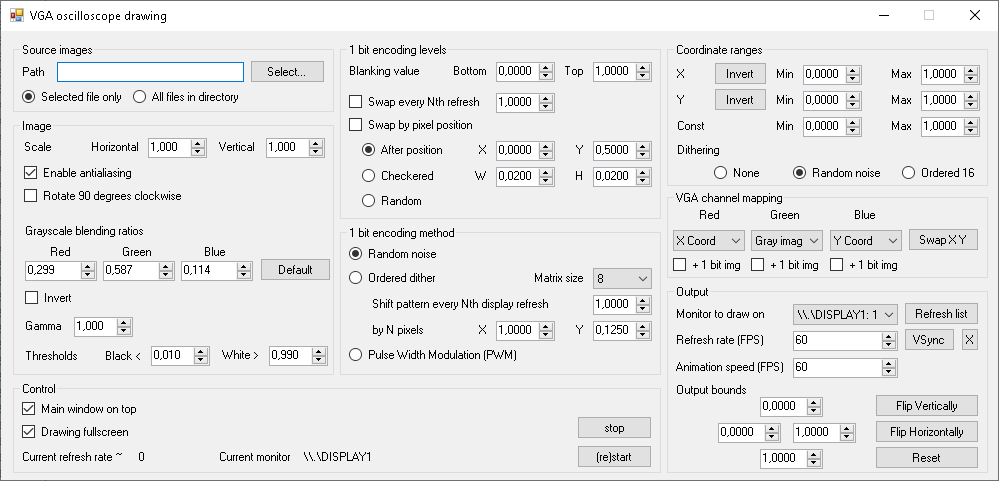 VGA oscilloscope drawing
Source images
Path Select...
Selected file only All files in directory
Image
Scale Horizontal 1,000 Vertical 1,000
Enable antialiasing
Rotate 90 degrees clockwise
Grayscale blending ratios
Red Green Blue
0,299 0,587 0,114 Default
Invert
Gamma 1,000
Thresholds Black < 0,010 White > 0,990
1 bit encoding levels
Blanking value Bottom 0,0000 Top 1,0000
Swap every Nth refresh 1,0000
Swap by pixel position
After position X 0,0000 Y 0,5000
Checkered W 0,0200 H 0,0200
Random
1 bit encoding method
Random noise
Ordered dither Matrix size 8
Shift pattern every Nth display refresh 1,0000
by N pixels X 1,0000 Y 0,1250
Pulse Width Modulation (PWM)
Coordinate ranges
X Invert Min 0,0000 Max 1,0000
Y Invert Min 0,0000 Max 1,0000
Const Min 0,0000 Max 1,0000
Dithering
None Random noise Ordered 16
VGA channel mapping
Red Green Blue
X Coord Gray imag Y Coord Swap X Y
+ 1 bit img + 1 bit img + 1 bit img
Output
Monitor to draw on \\.\DISPLAY1: 1 Refresh list
Refresh rate (FPS) 60 VSync X
Animation speed (FPS) 60
Output bounds
0,0000 Flip Vertically
0,0000 1,0000 Flip Horizontally
1,0000 Reset
Control
Main window on top
Drawing fullscreen stop
Current refresh rate ~ 0 Current monitor \\.\DISPLAY1 (re)start